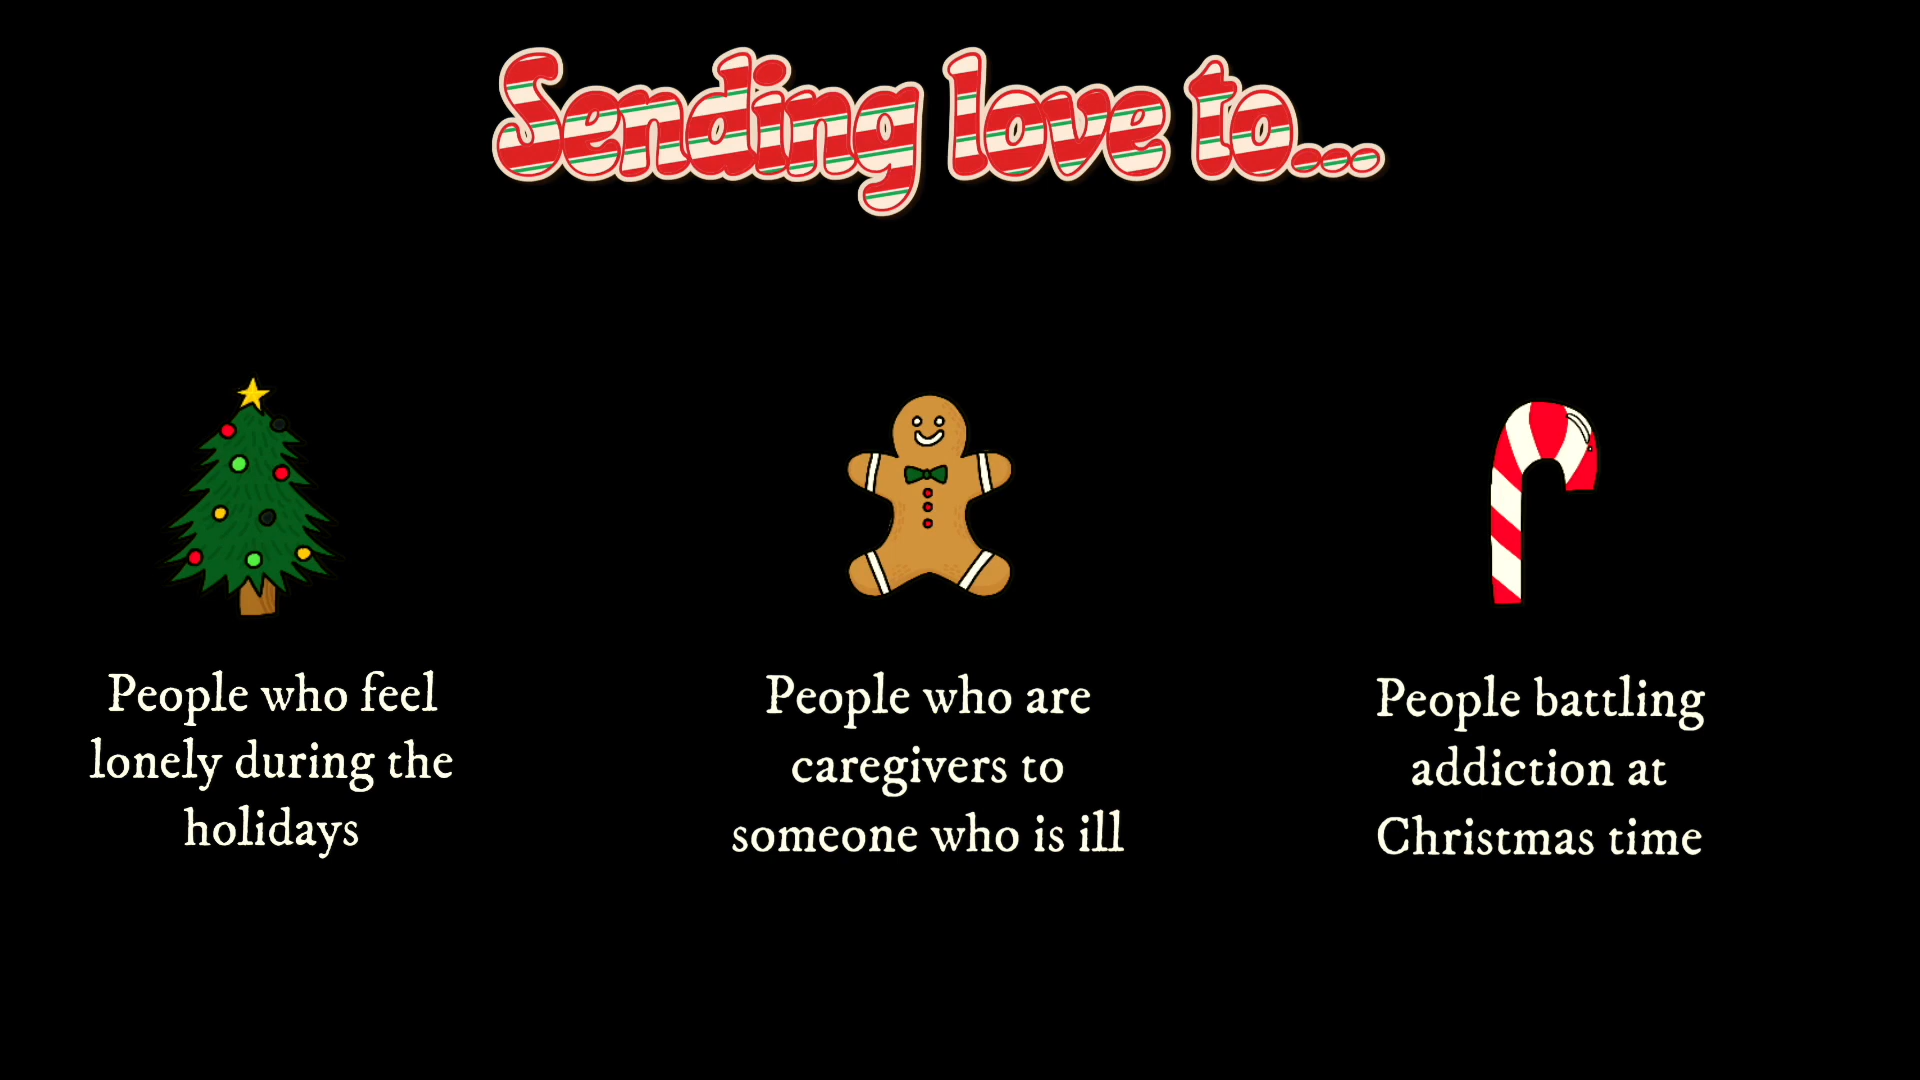 Sending love to...
People who feel
lonely during the
holidays
People who are
caregivers to
someone who is ill
People battling
addiction at
Christmas time